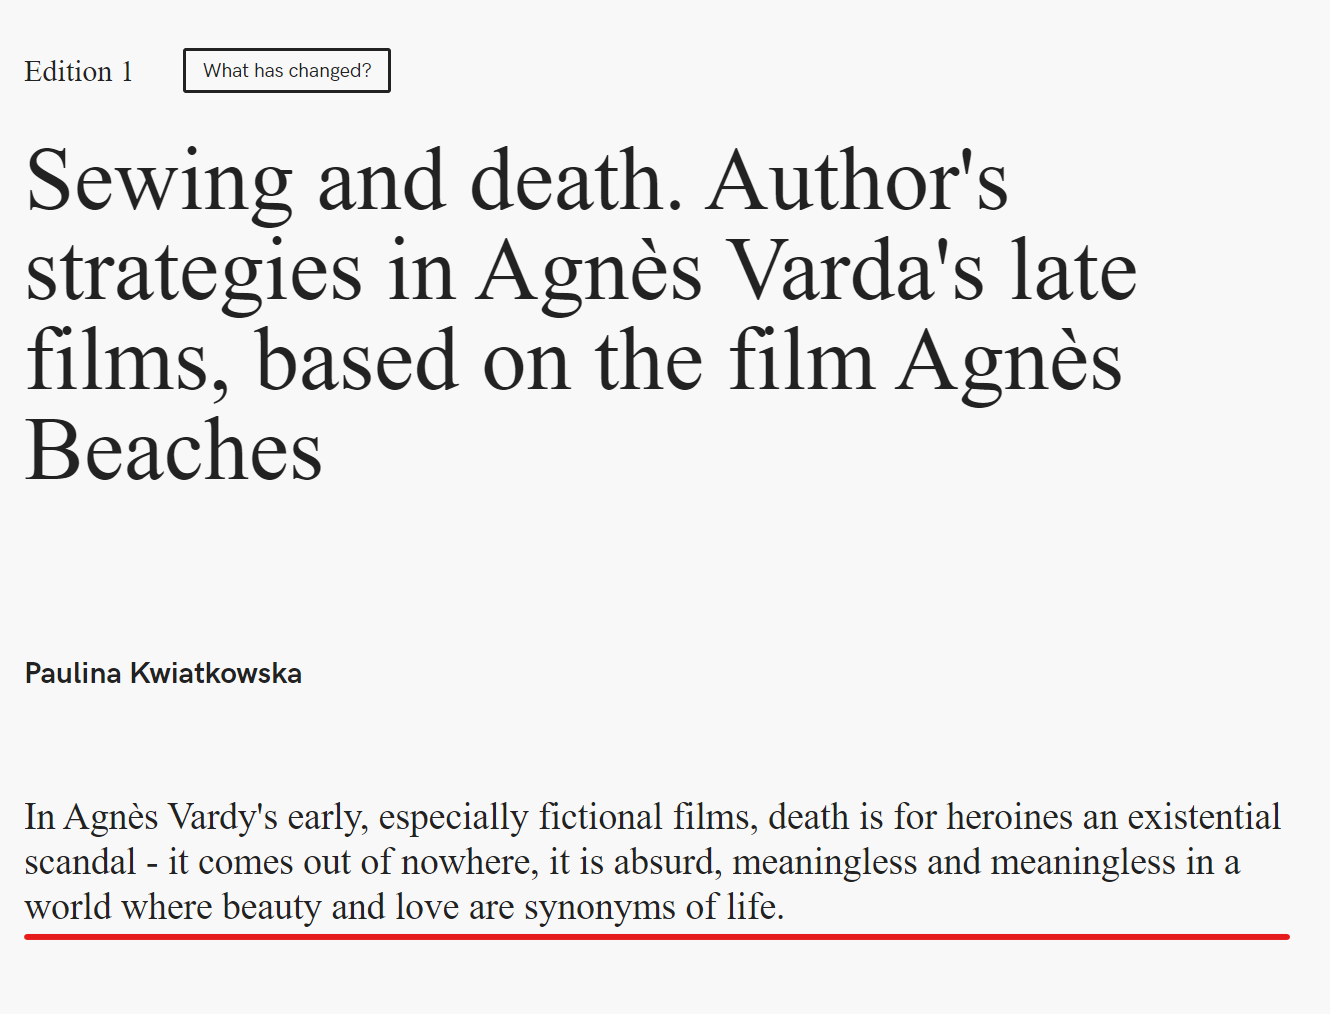 Edition 1
What has changed?
Sewing and death. Author's
strategies in Agnès Varda's late
films, based on the film Agnès
Beaches
Paulina Kwiatkowska
In Agnès Vardy's early, especially fictional films, death is for heroines an existential
scandal - it comes out of nowhere, it is absurd, meaningless and meaningless in a
world where beauty and love are synonyms of life.